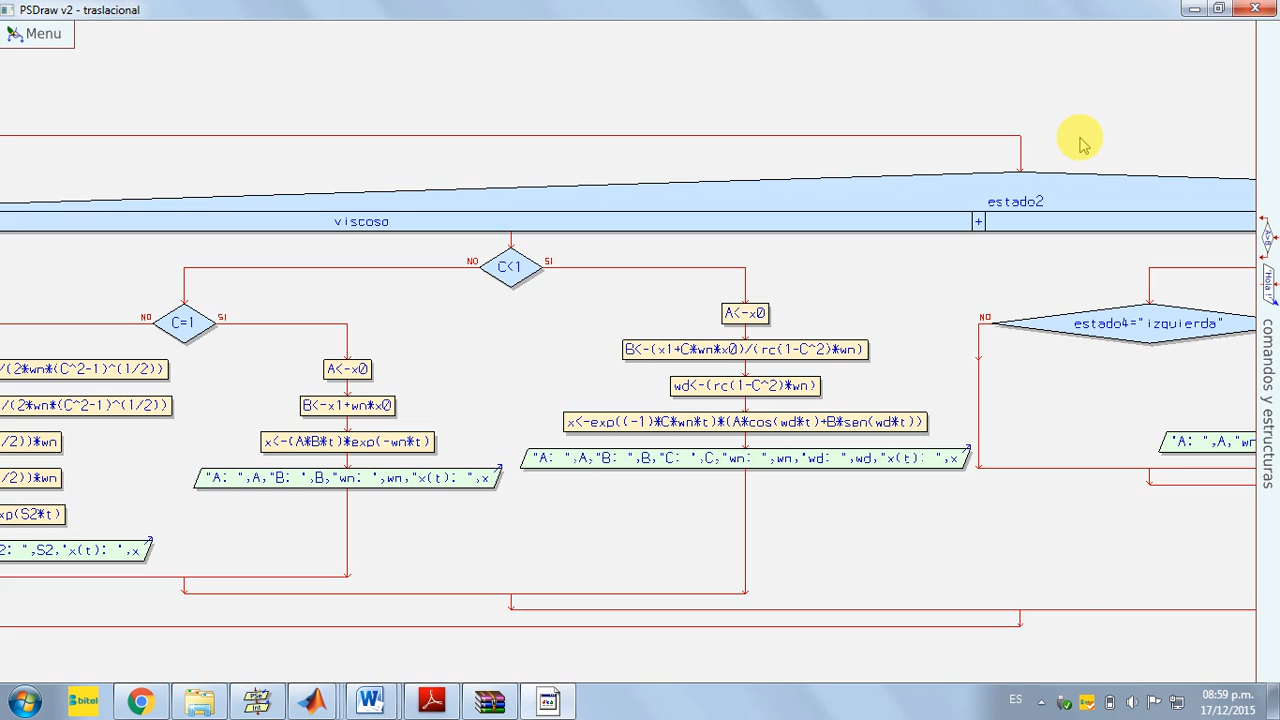 PSDraw v2 - traslacional
Menu
estado2
viscoso
+
NO
C<1
SI
NO
C=1
SI
A<-x0
B<-(x1+C*wn*x0)/(rc(1-C^2)*wn)
wd<-(rc(1-C^2)*wn)
x<-exp((-1)*C*wn*t)*(A*cos(wd*t)+B*sen(wd*t))
"A: ",A,"B: ",B,"C: ",C,"wn: ",wn,"wd: ",wd,"x(t): ",x
A<-x0
B<-x1+wn*x0
x<-(A*B*t)*exp(-wn*t)
"A: ",A,"B: ",B,"wn: ",wn,"x(t): ",x
/(2*wn*(C^2-1)^(1/2))
/(2*wn*(C^2-1)^(1/2))
/2))*wn
/2))*wn
xp(S2*t)
2: ",S2,"x(t): ",x
NO
estado4="izquierda"
"A: ",A,"wn
A>B
"Hola !"
comandos y estructuras
bitel
ES
08:59 p.m.
17/12/2015